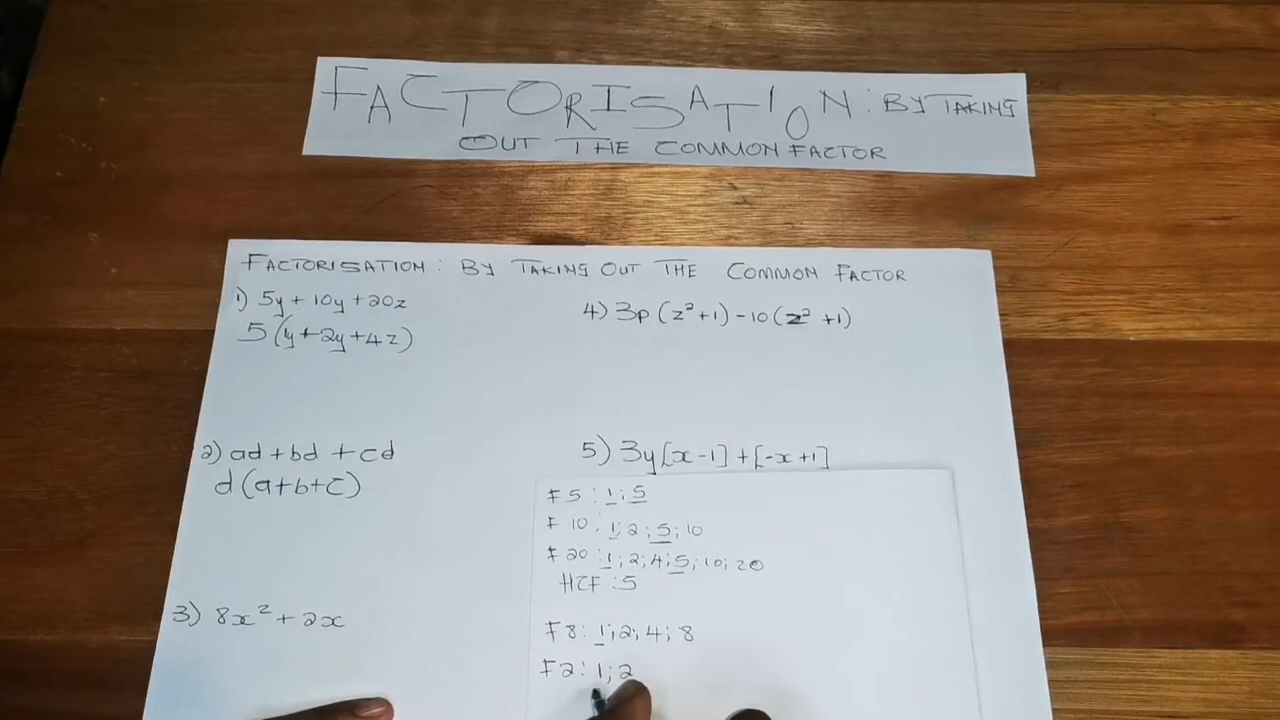 FACTORISATION: BY TAKING
OUT THE COMMON FACTOR
FACTORISATION: BY TAKING OUT THE COMMON FACTOR
1) 5y + 10y + 20z
5(y+2y+4z)
2) ad + bd + cd
d(a+b+c)
3) 8x² + 2x
4) 3p(z²+1) - 10(z² +1)
5) 3y[x-1]+[-x+1]
F5: 1; 5
F10: 1; 2; 5; 10
F20: 1; 2; 4; 5; 10; 20
HCF: 5
F8: 1; 2; 4; 8
F2: 1; 2